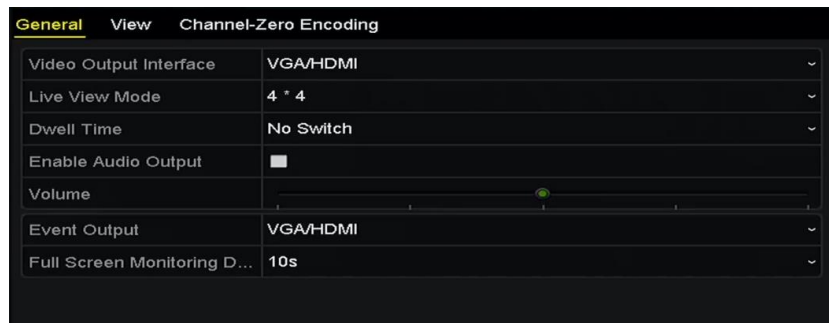 General View Channel-Zero Encoding
Video Output Interface VGA/HDMI
Live View Mode 4 * 4
Dwell Time No Switch
Enable Audio Output
Volume
Event Output VGA/HDMI
Full Screen Monitoring D... 10s